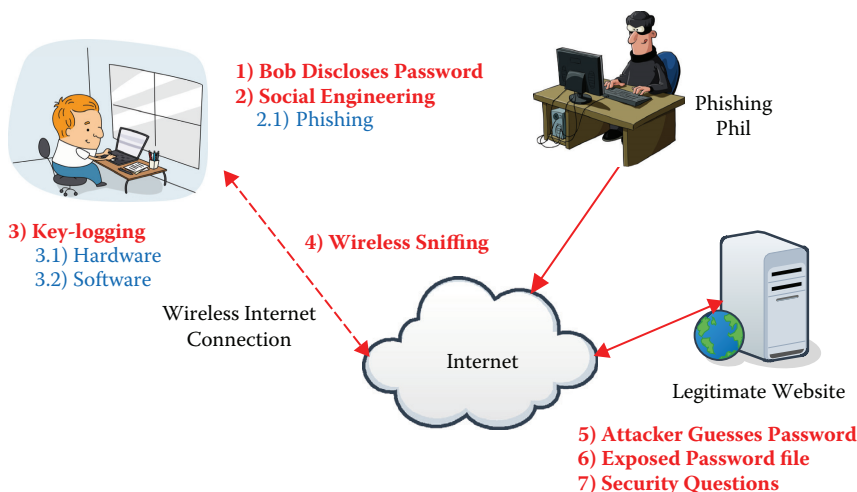 1) Bob Discloses Password
2) Social Engineering
2.1) Phishing
Phishing
Phil
3) Key-logging
3.1) Hardware
3.2) Software
4) Wireless Sniffing
Wireless Internet
Connection
Internet
Legitimate Website
5) Attacker Guesses Password
6) Exposed Password file
7) Security Questions